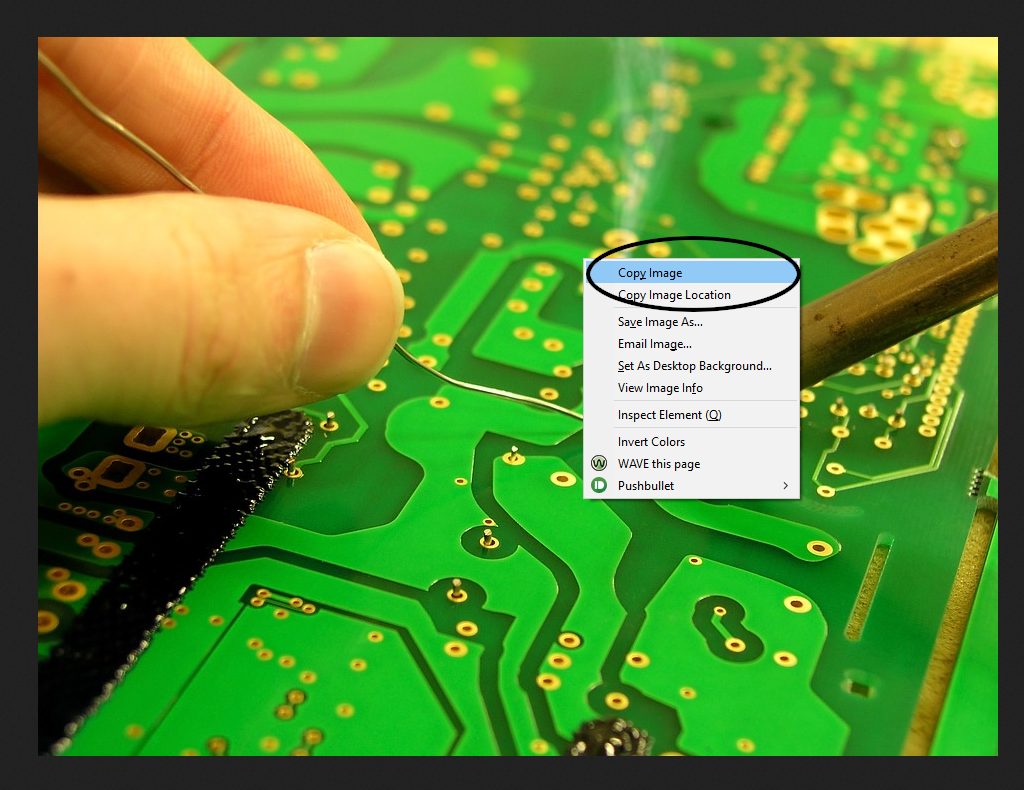 Copy Image
Copy Image Location
Save Image As...
Email Image...
Set As Desktop Background...
View Image Info
Inspect Element (Q)
Invert Colors
WAVE this page
Pushbullet